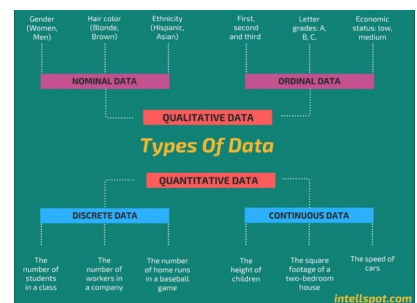 Gender
(Women,
Men)
Hair color
(Blonde,
Brown)
Ethnicity
(Hispanic,
Asian)
First,
second
and third
Letter
grades: A,
B, C,
Economic
status: low,
medium
NOMINAL DATA
ORDINAL DATA
QUALITATIVE DATA
Types Of Data
QUANTITATIVE DATA
DISCRETE DATA
CONTINUOUS DATA
The
number of
students
in a class
The
number of
workers in
a company
The number
of home runs
in a baseball
game
The
height of
children
The square
footage of a
two-bedroom
house
The speed of
cars
intellspot.com